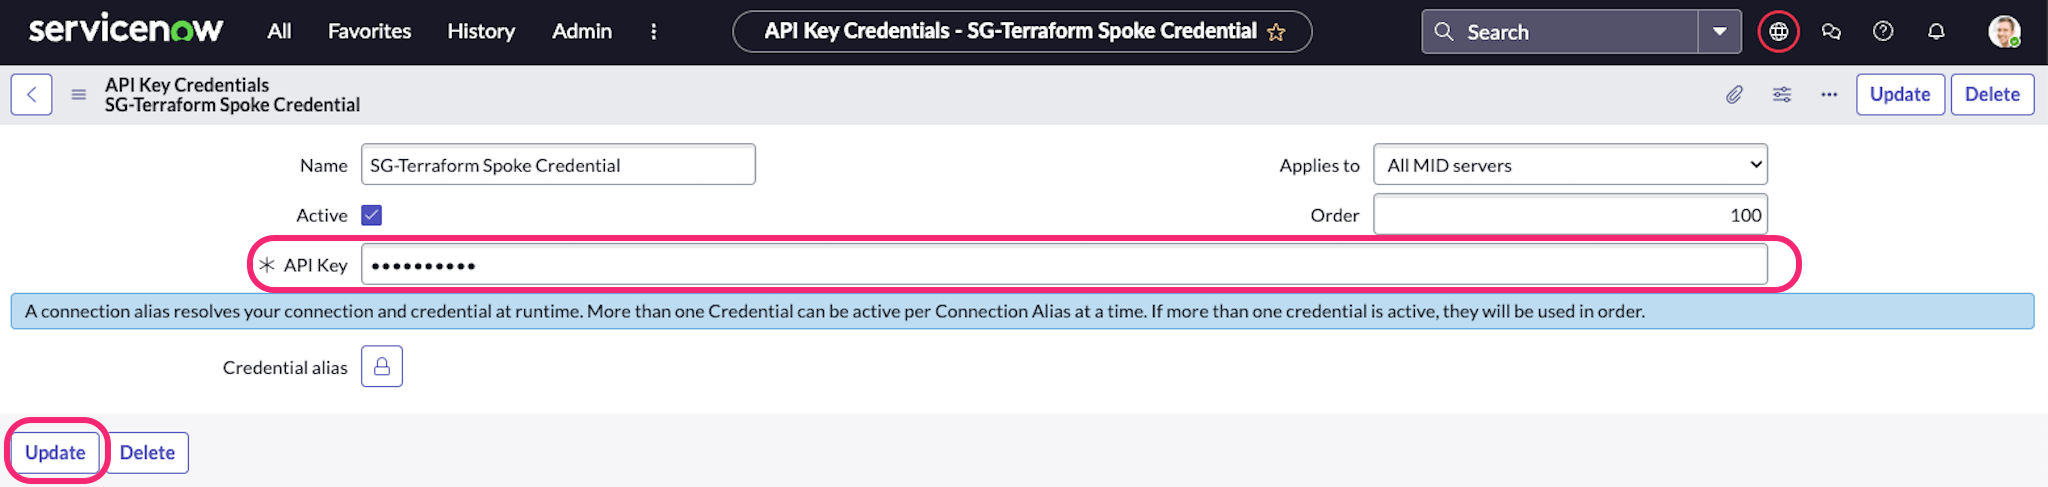 servicenow All Favorites History Admin API Key Credentials - SG-Terraform Spoke Credential Search
API Key Credentials
SG-Terraform Spoke Credential
Update Delete
Name SG-Terraform Spoke Credential Applies to All MID servers
Active Order 100
API Key ••••••••••
A connection alias resolves your connection and credential at runtime. More than one Credential can be active per Connection Alias at a time. If more than one credential is active, they will be used in order.
Credential alias
Update Delete